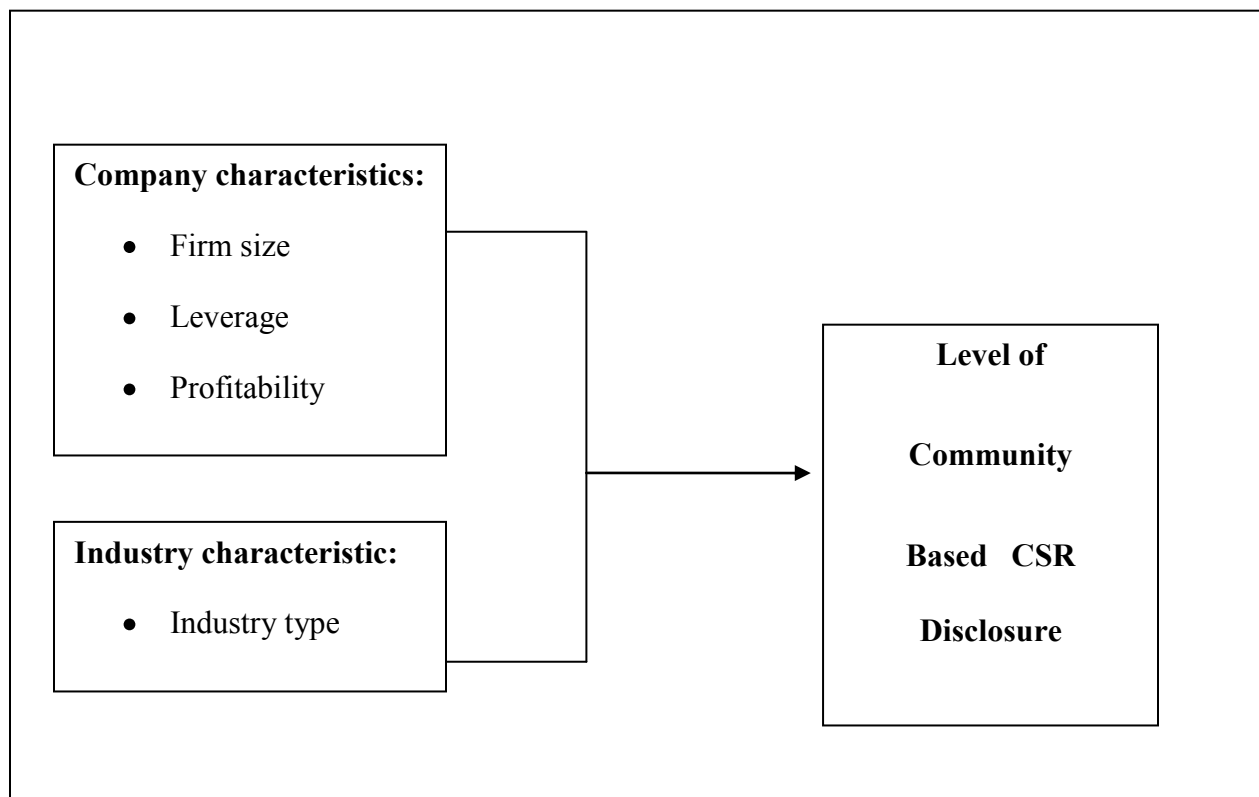 Company characteristics:
• Firm size
• Leverage
• Profitability
Industry characteristic:
• Industry type
Level of
Community
Based CSR
Disclosure